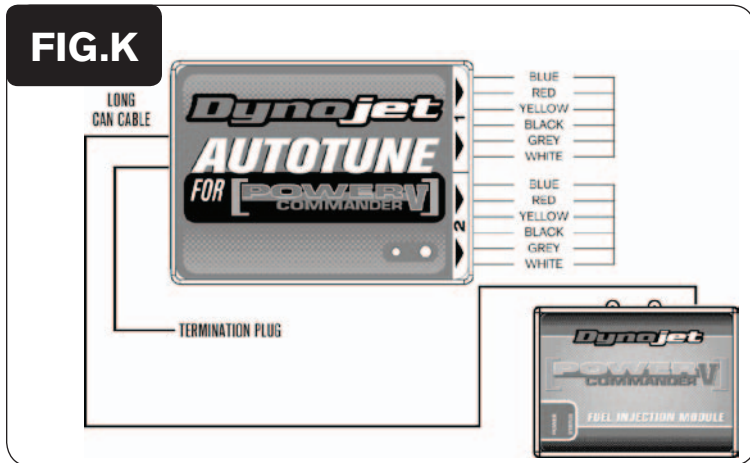 FIG.K
LONG
CAN CABLE
Dynojet
AUTOTUNE
FOR [POWER V]
COMMANDER
1
BLUE
RED
YELLOW
BLACK
GREY
WHITE
2
BLUE
RED
YELLOW
BLACK
GREY
WHITE
TERMINATION PLUG
Dynojet
POWER V
COMMANDER
FUEL INJECTION MODULE